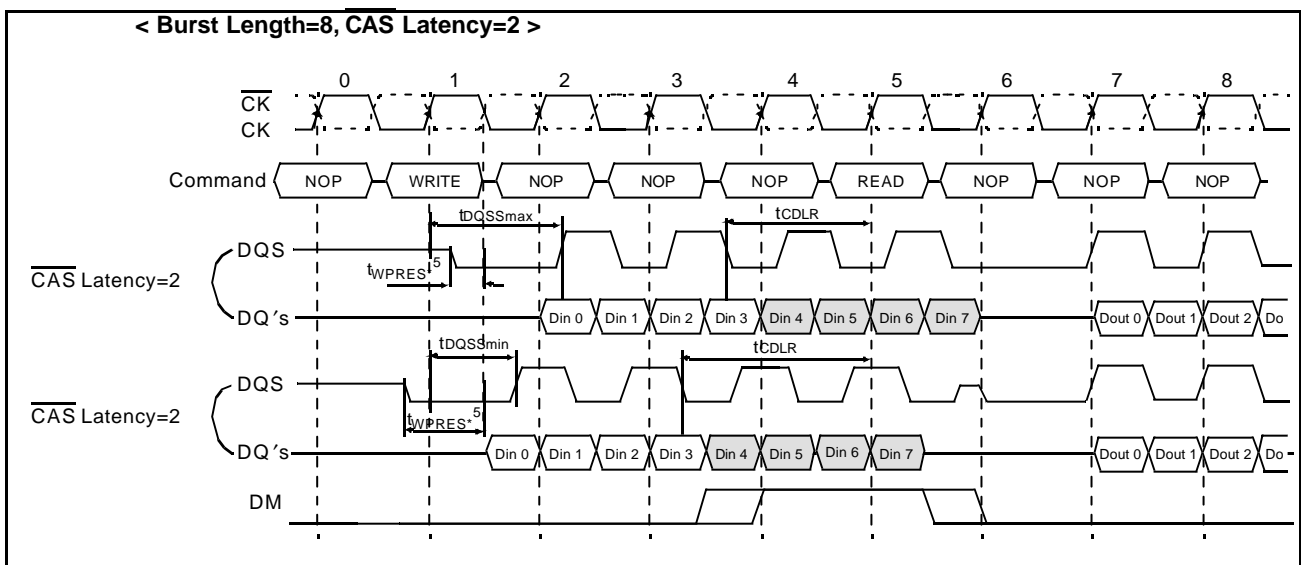 < Burst Length=8, CAS Latency=2 >
0 1 2 3 4 5 6 7 8
CK
CK
Command NOP WRITE NOP NOP NOP READ NOP NOP NOP
tDQSSmax tCDLR
DQS
tWPRES*5
CAS Latency=2
DQ's Din 0 Din 1 Din 2 Din 3 Din 4 Din 5 Din 6 Din 7 Dout 0 Dout 1 Dout 2 Do
tDQSSmin tCDLR
DQS
CAS Latency=2
tWPRES*5
DQ's Din 0 Din 1 Din 2 Din 3 Din 4 Din 5 Din 6 Din 7 Dout 0 Dout 1 Dout 2 Do
DM